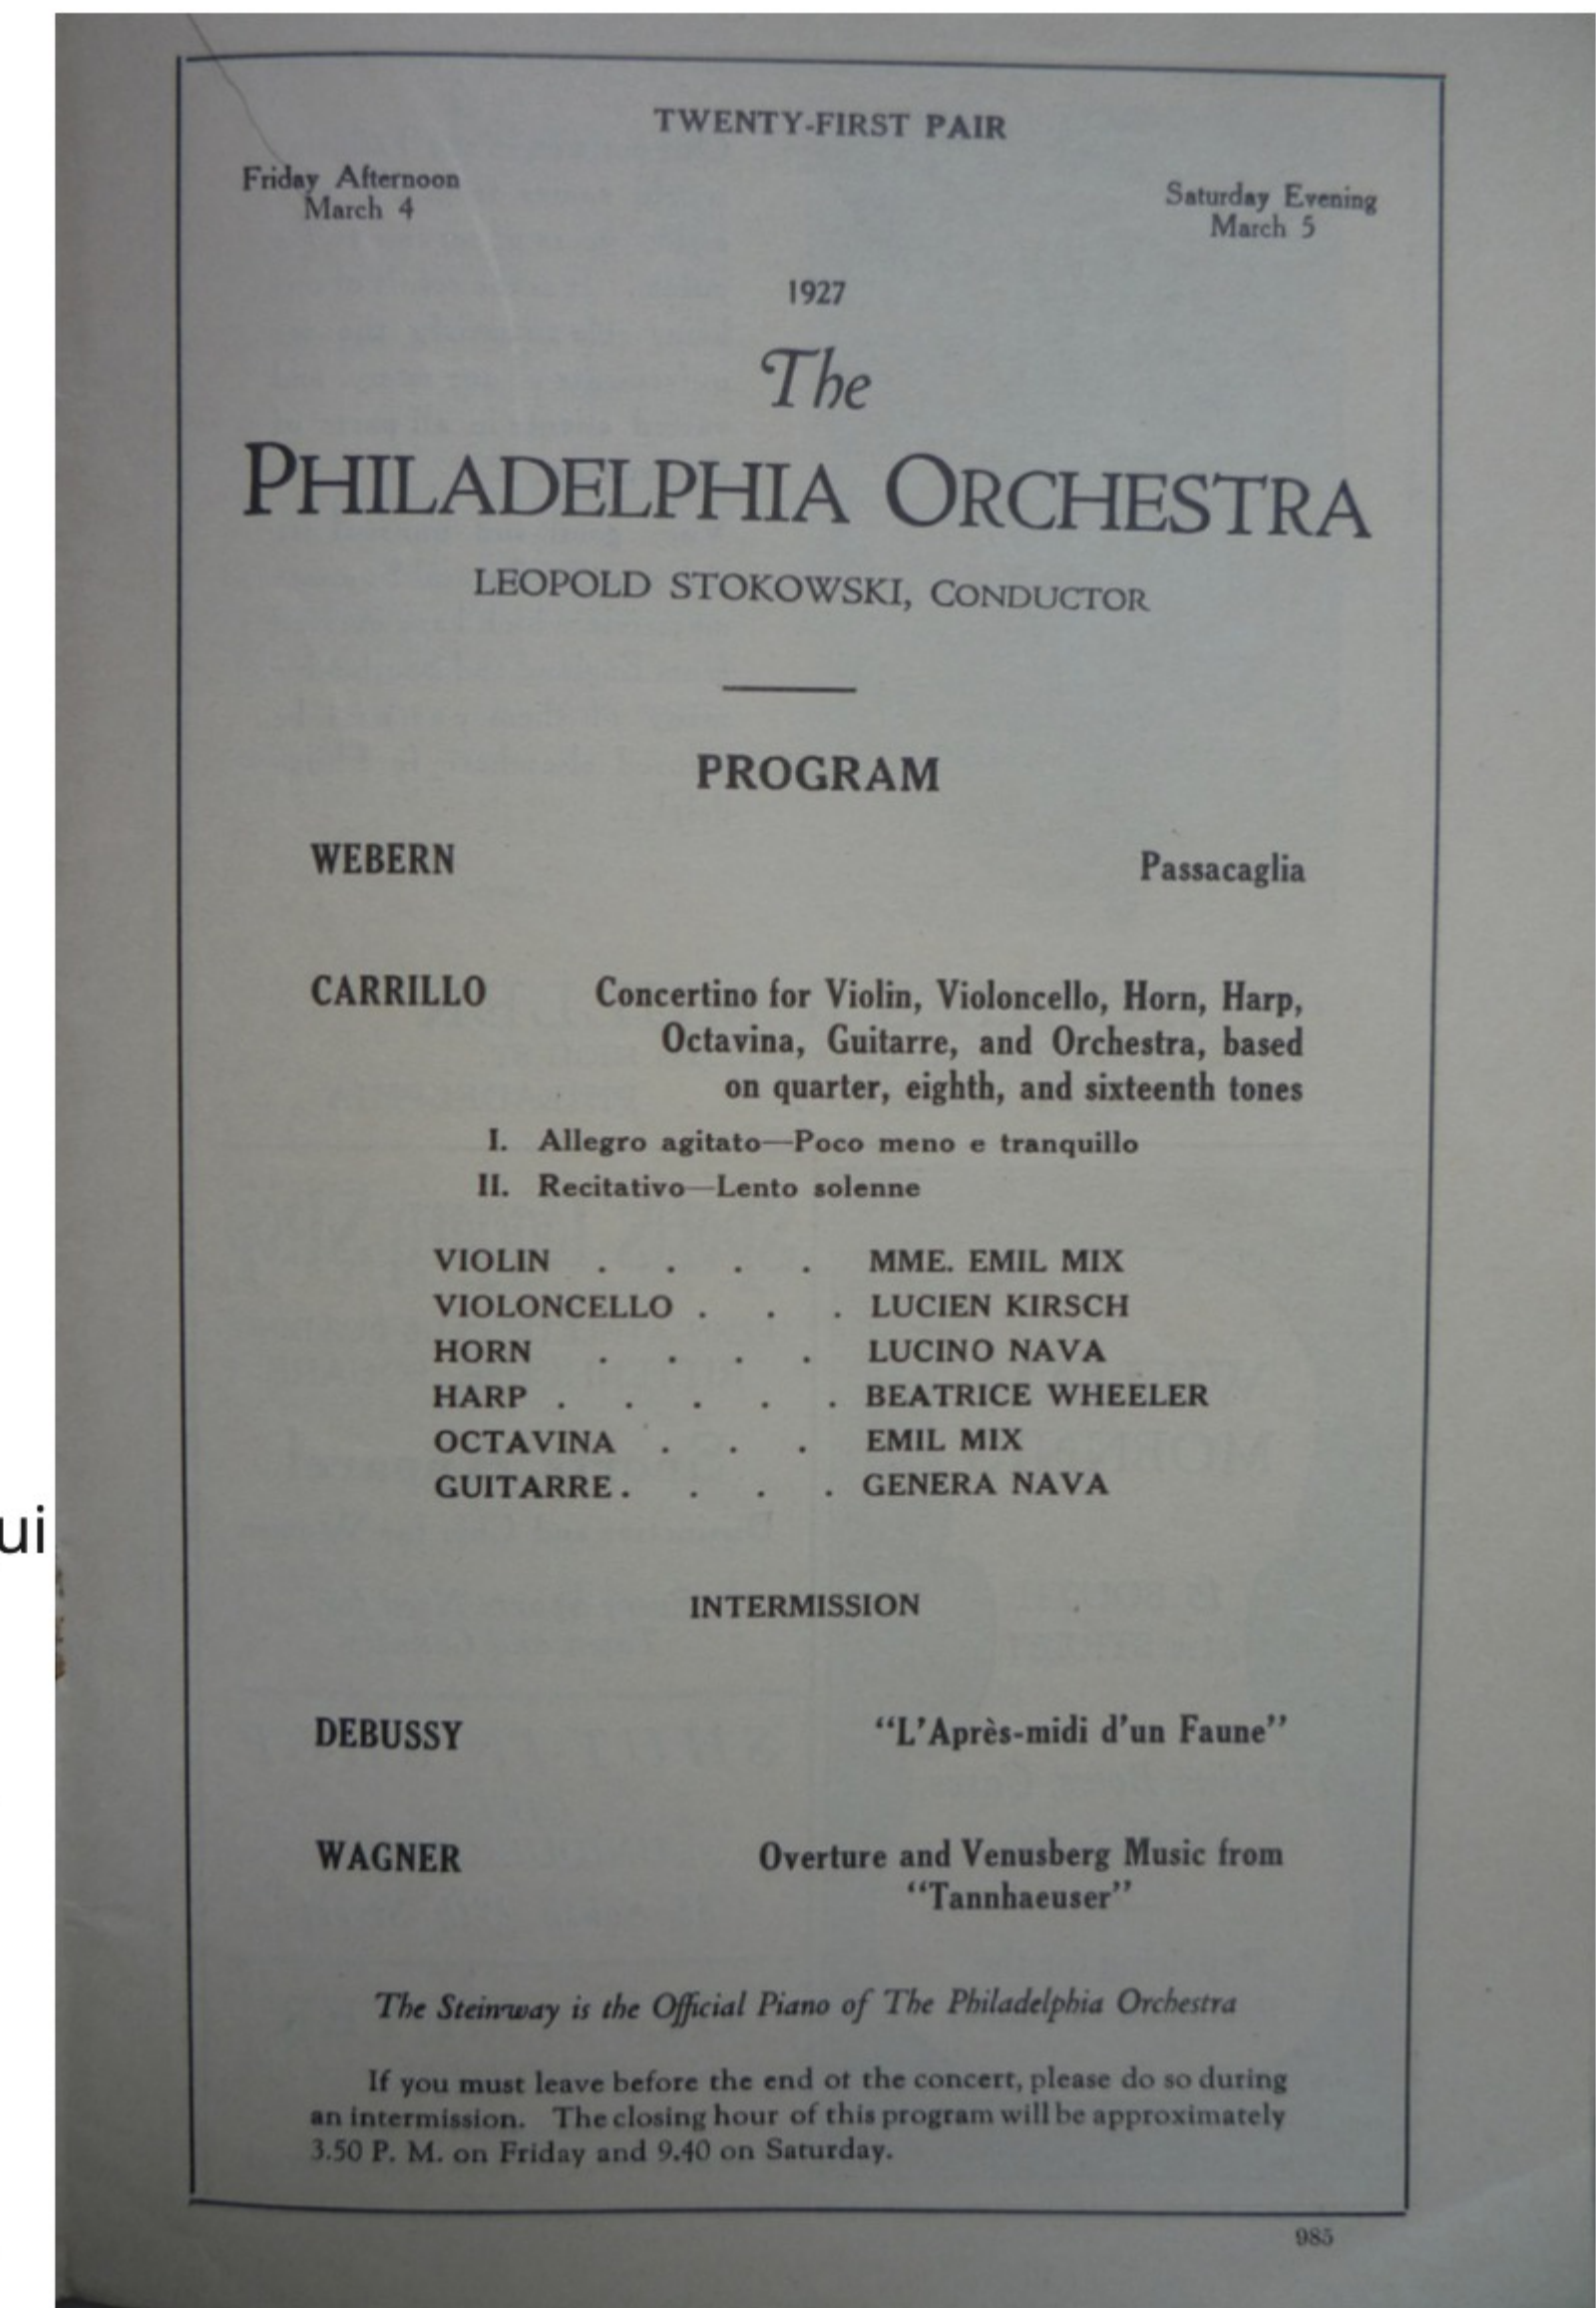 TWENTY-FIRST PAIR
Friday Afternoon
March 4
Saturday Evening
March 5
1927
The
PHILADELPHIA ORCHESTRA
LEOPOLD STOKOWSKI, CONDUCTOR
PROGRAM
WEBERN Passacaglia
CARRILLO Concertino for Violin, Violoncello, Horn, Harp,
Octavina, Guitarre, and Orchestra, based
on quarter, eighth, and sixteenth tones
I. Allegro agitato—Poco meno e tranquillo
II. Recitativo—Lento solenne
VIOLIN . . . . MME. EMIL MIX
VIOLONCELLO . . . LUCIEN KIRSCH
HORN . . . . LUCINO NAVA
HARP . . . . . BEATRICE WHEELER
OCTAVINA . . . EMIL MIX
GUITARRE . . . . GENERA NAVA
ui
INTERMISSION
DEBUSSY "L'Après-midi d'un Faune"
WAGNER Overture and Venusberg Music from
"Tannhaeuser"
The Steinway is the Official Piano of The Philadelphia Orchestra
If you must leave before the end of the concert, please do so during
an intermission. The closing hour of this program will be approximately
3.50 P. M. on Friday and 9.40 on Saturday.
985